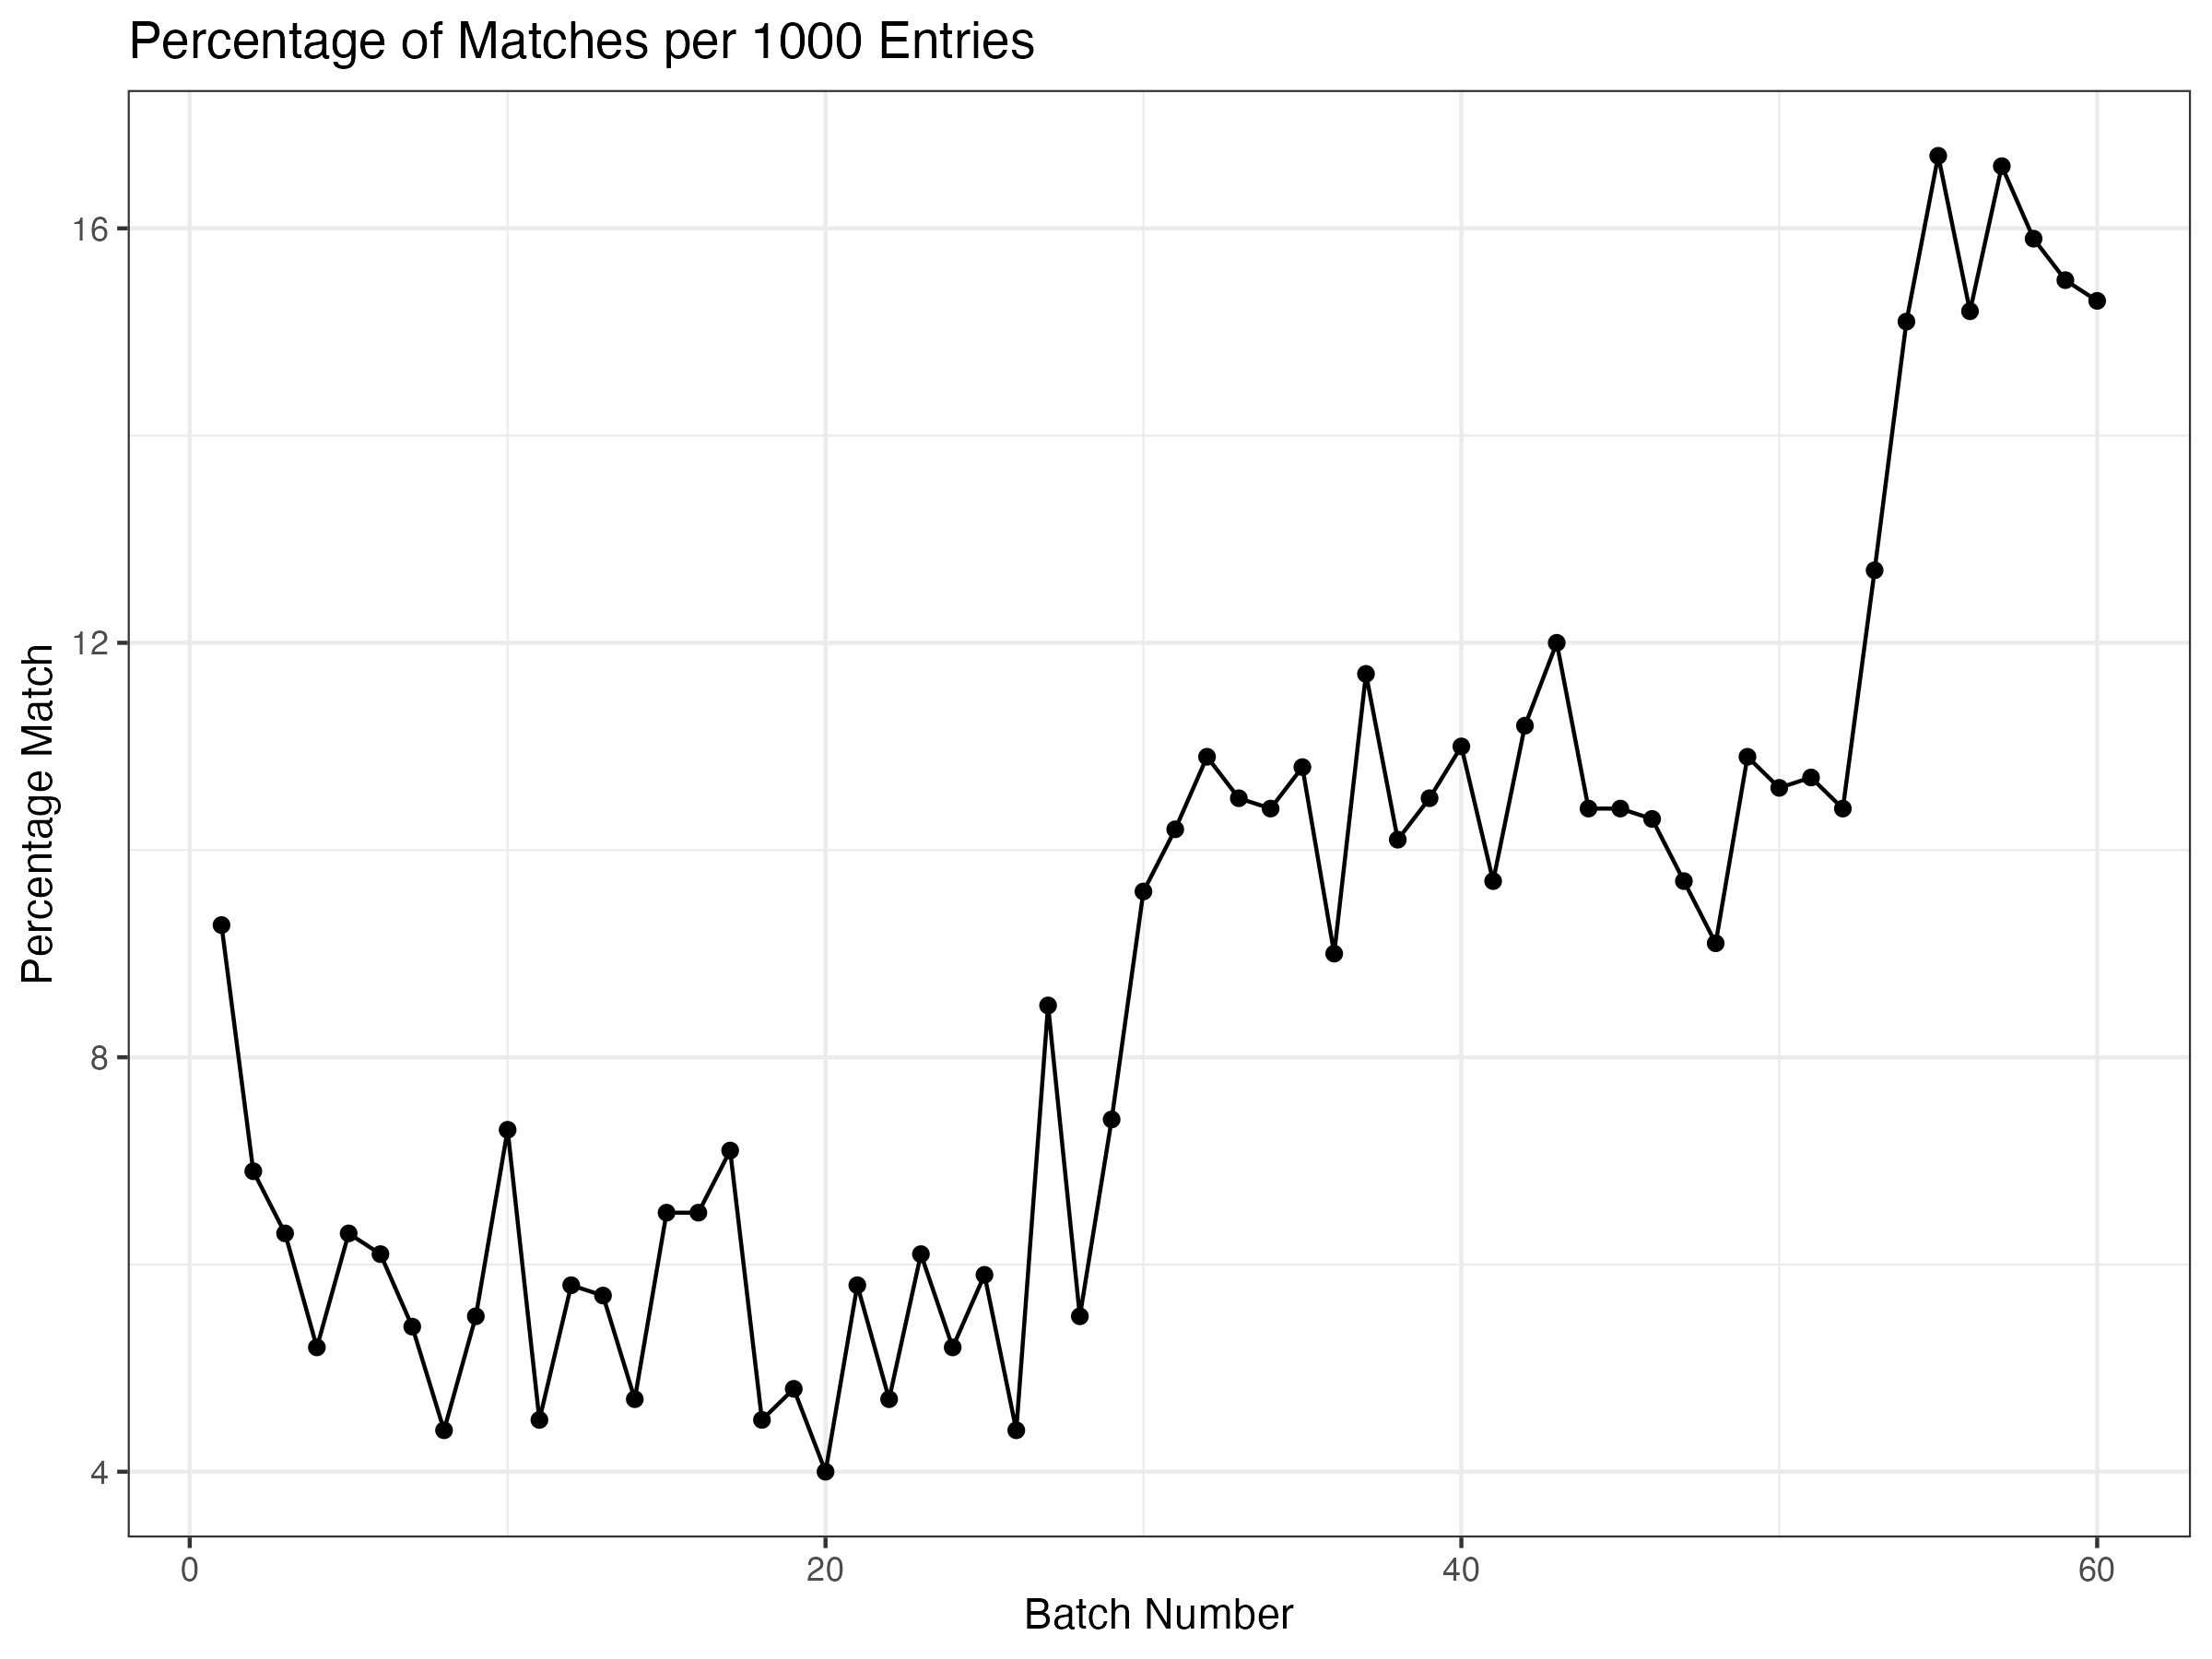 Percentage of Matches per 1000 Entries
16
12
8
4
Percentage Match
0 20 40 60
Batch Number